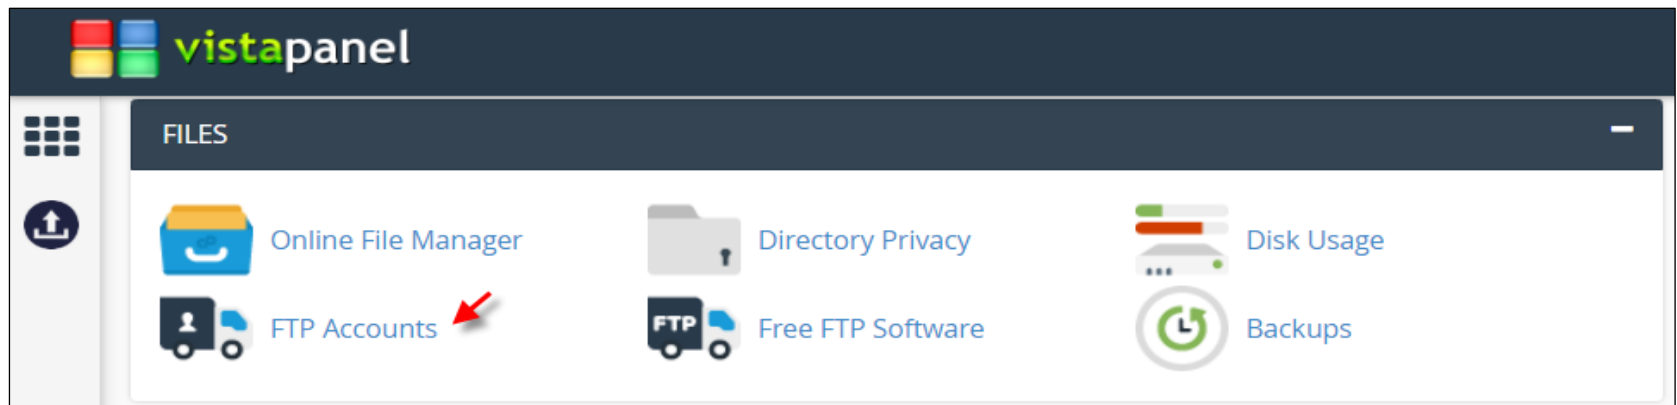 vistapanel
FILES
Online File Manager
Directory Privacy
Disk Usage
FTP Accounts
FTP
Free FTP Software
Backups